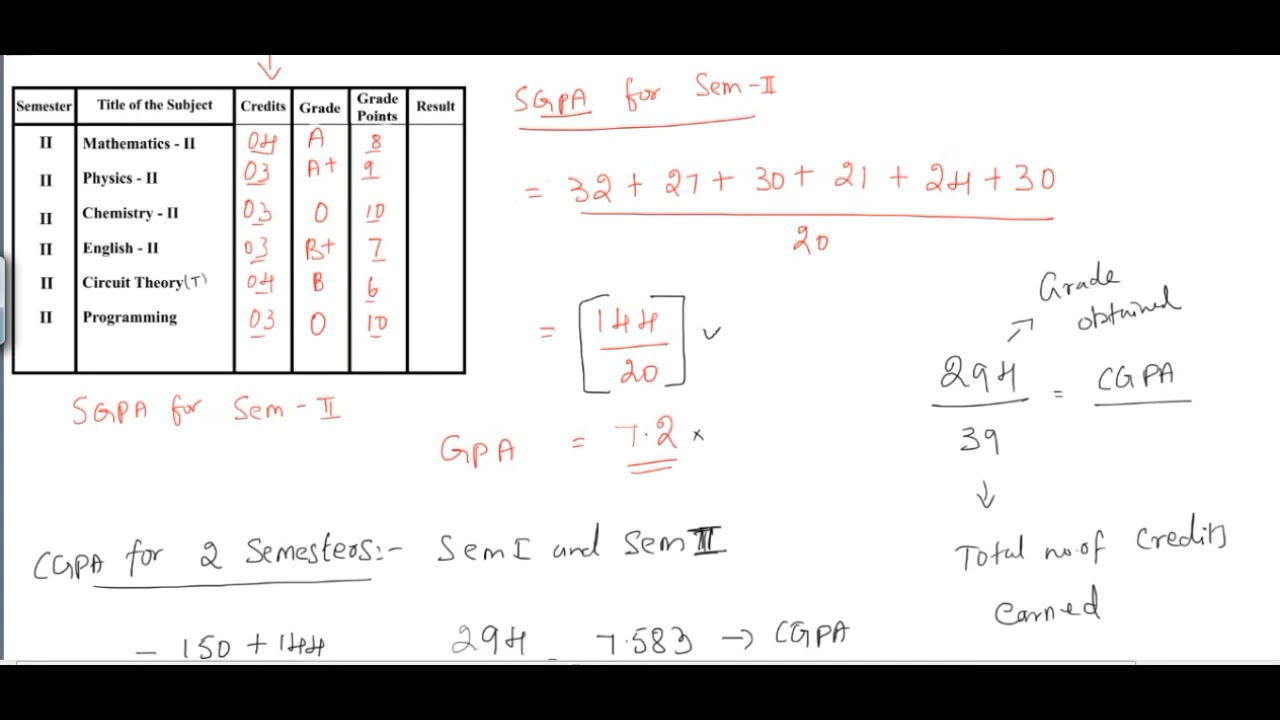 Semester Title of the Subject Credits Grade Grade Points Result
II Mathematics - II 04 A 8
II Physics - II 03 A+ 9
II Chemistry - II 03 O 10
II English - II 03 B+ 7
II Circuit Theory(T) 04 B 6
II Programming 03 O 10
SGPA for Sem - II
SGPA for Sem-II
= 32 + 27 + 30 + 21 + 24 + 30
20
= [144
20] ✓
GPA = 7.2 ×
Grade
obtained
294 = CGPA
39
Total no.of Credits
earned
CGPA for 2 Semesters:- Sem I and Sem II
= 150 + 144 294 = 7.583 → CGPA